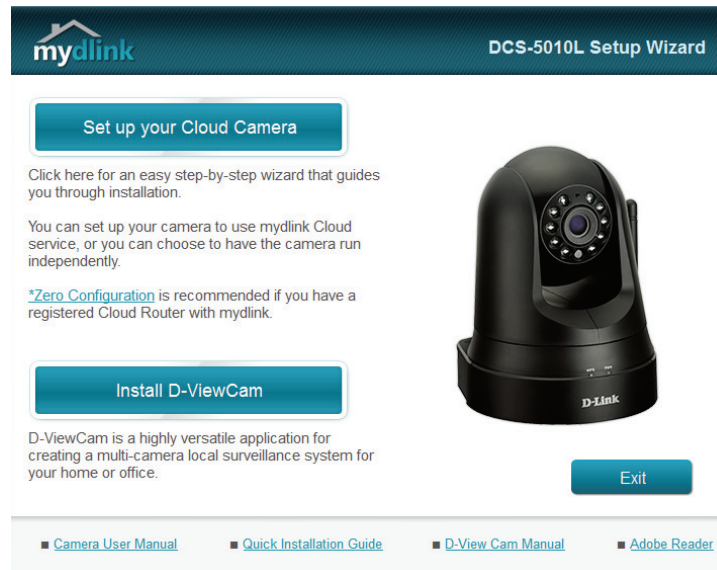 mydlink
DCS-5010L Setup Wizard
Set up your Cloud Camera
Click here for an easy step-by-step wizard that guides
you through installation.
You can set up your camera to use mydlink Cloud
service, or you can choose to have the camera run
independently.
*Zero Configuration is recommended if you have a
registered Cloud Router with mydlink.
Install D-ViewCam
D-ViewCam is a highly versatile application for
creating a multi-camera local surveillance system for
your home or office.
D-Link
Exit
Camera User Manual
Quick Installation Guide
D-View Cam Manual
Adobe Reader